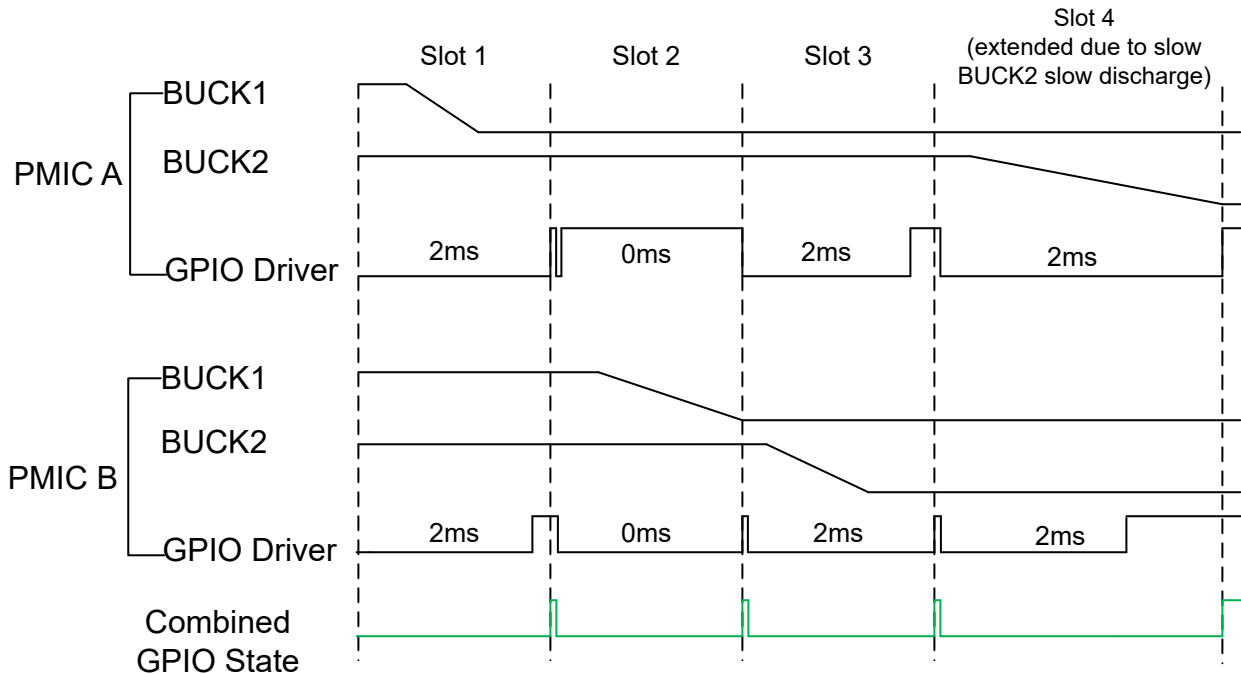 Slot 1
Slot 2
Slot 3
Slot 4
(extended due to slow
BUCK2 slow discharge)
PMIC A
BUCK1
BUCK2
GPIO Driver
2ms
0ms
2ms
2ms
PMIC B
BUCK1
BUCK2
GPIO Driver
2ms
0ms
2ms
2ms
Combined
GPIO State